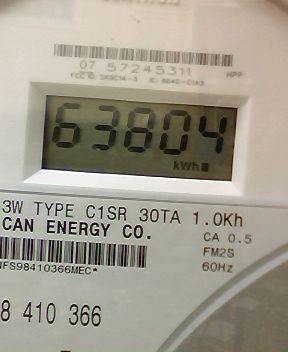 07 57245311
HPP
63804
kWh
3W TYPE C1SR 30TA 1.0Kh
CAN ENERGY CO.
CA 0.5
FM2S
60Hz
NFS98410366MEC*
8 410 366